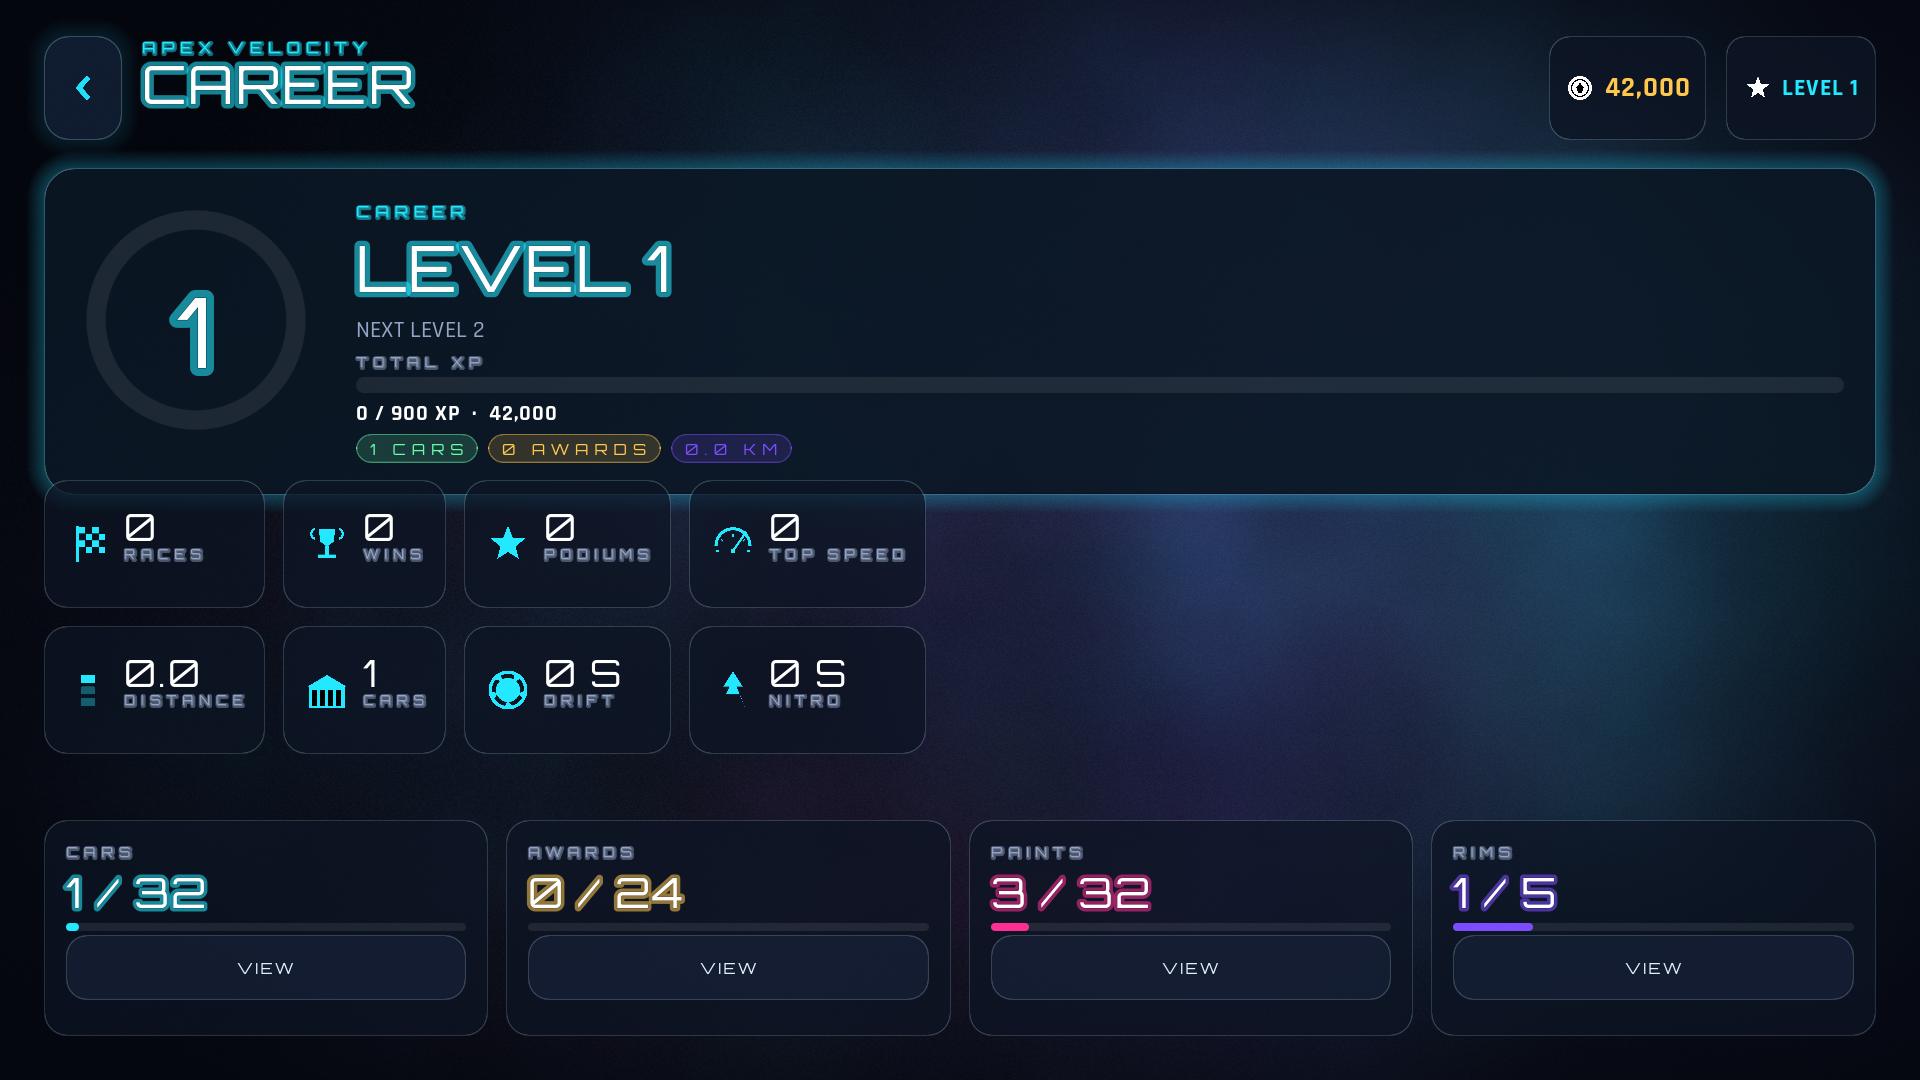 APEX VELOCITY
CAREER
42,000
LEVEL 1
1
CAREER
LEVEL 1
NEXT LEVEL 2
TOTAL XP
0 / 900 XP · 42,000
1 CARS
0 AWARDS
0.0 KM
0
RACES
0
WINS
0
PODIUMS
0
TOP SPEED
0.0
DISTANCE
1
CARS
0 S
DRIFT
0 S
NITRO
CARS
1 / 32
VIEW
AWARDS
0 / 24
VIEW
PAINTS
3 / 32
VIEW
RIMS
1 / 5
VIEW